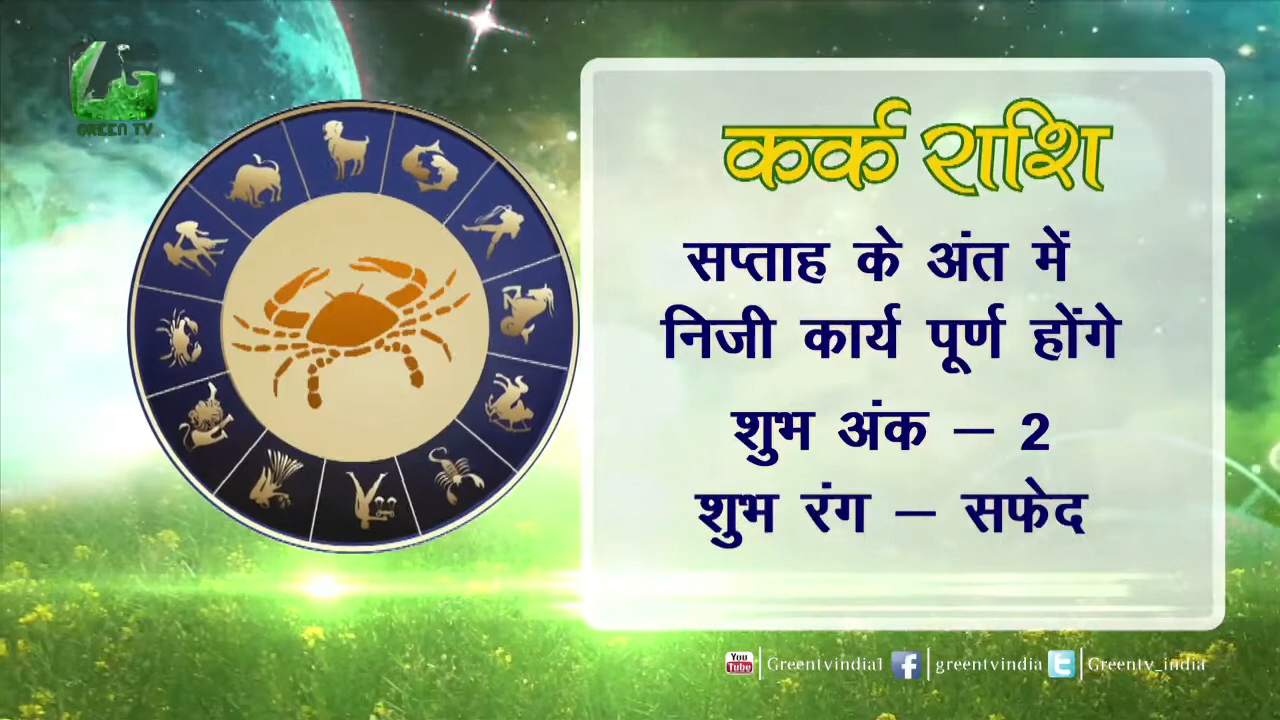 GREEN TV
कर्क राशि
सप्ताह के अंत में
निजी कार्य पूर्ण होंगे
शुभ अंक – 2
शुभ रंग – सफेद
You Tube | Greentvindia1 f | greentvindia t | Greentv_india